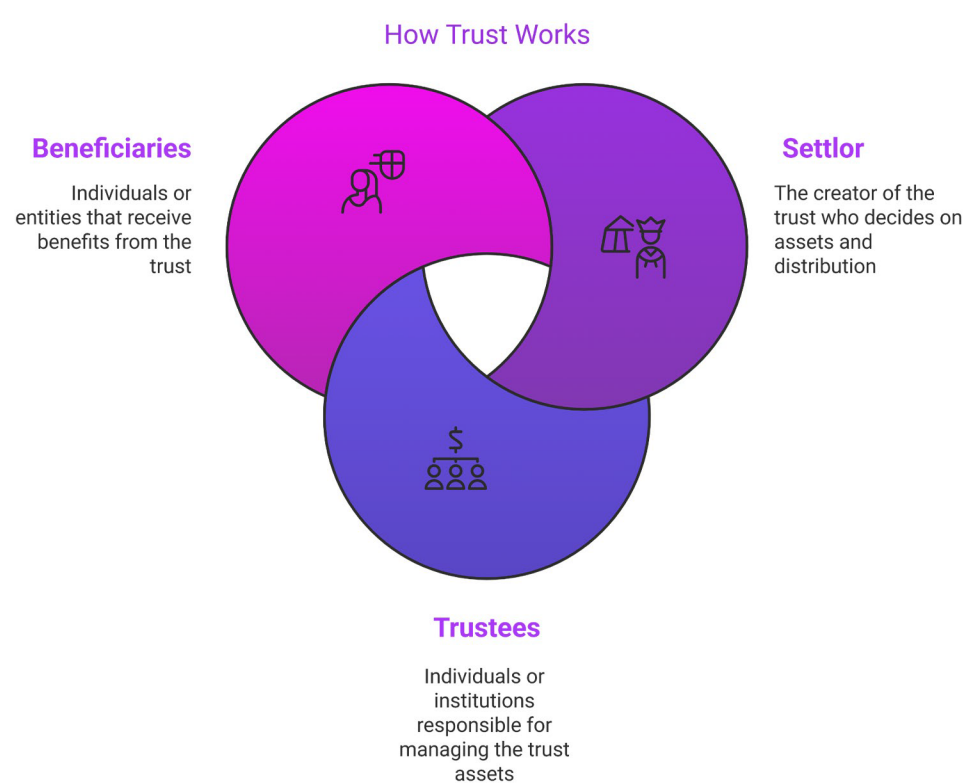 How Trust Works
Beneficiaries
Individuals or
entities that receive
benefits from the
trust
Settlor
The creator of the
trust who decides on
assets and
distribution
$
Trustees
Individuals or
institutions
responsible for
managing the trust
assets